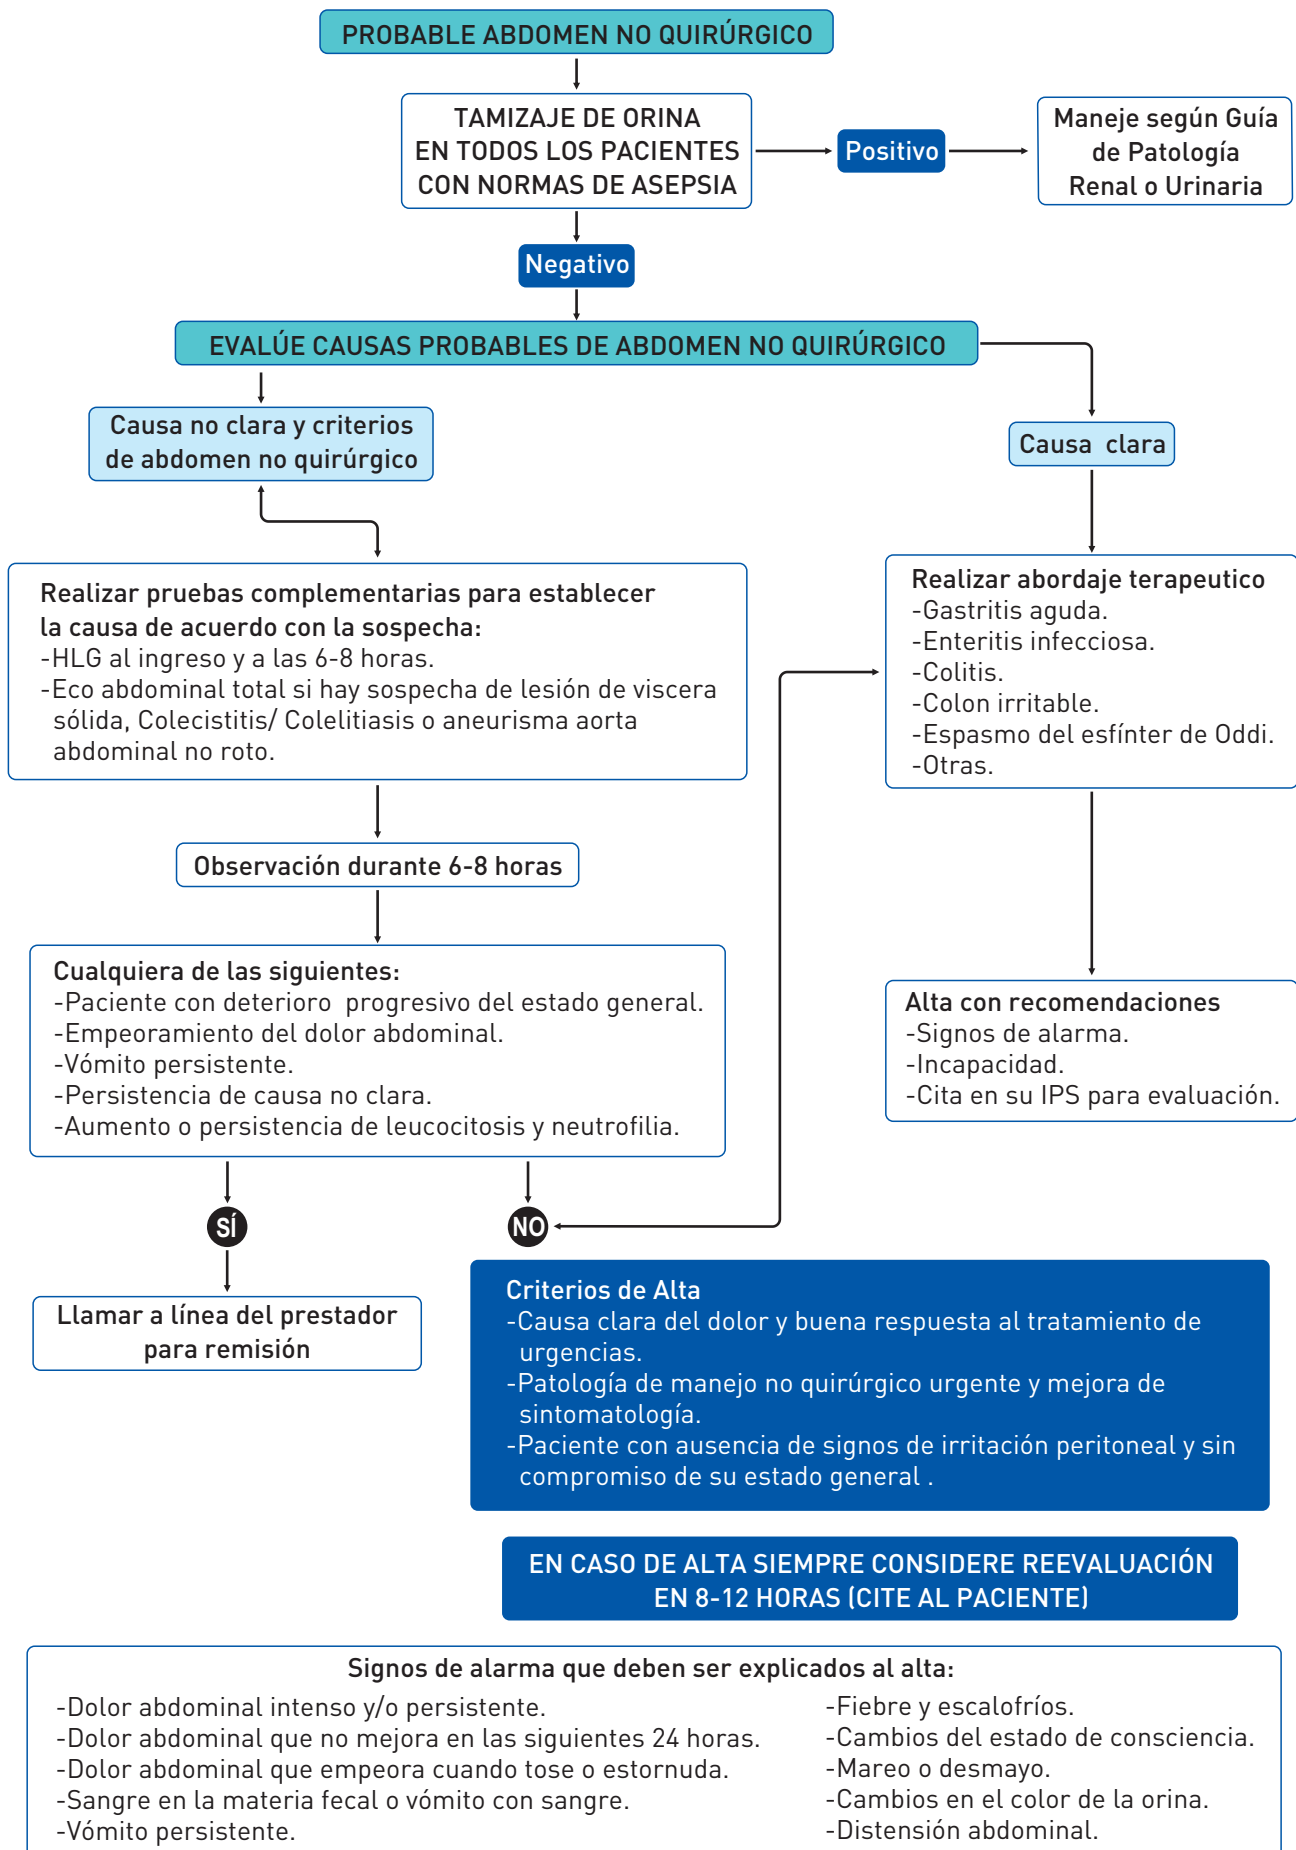 PROBABLE ABDOMEN NO QUIRÚRGICO
TAMIZAJE DE ORINA
EN TODOS LOS PACIENTES
CON NORMAS DE ASEPSIA
Positivo
Maneje según Guía
de Patología
Renal o Urinaria
Negativo
EVALÚE CAUSAS PROBABLES DE ABDOMEN NO QUIRÚRGICO
Causa no clara y criterios
de abdomen no quirúrgico
Causa clara
Realizar pruebas complementarias para establecer
la causa de acuerdo con la sospecha:
-HLG al ingreso y a las 6-8 horas.
-Eco abdominal total si hay sospecha de lesión de viscera
sólida, Colecistitis/ Colelitiasis o aneurisma aorta
abdominal no roto.
Realizar abordaje terapeutico
-Gastritis aguda.
-Enteritis infecciosa.
-Colitis.
-Colon irritable.
-Espasmo del esfínter de Oddi.
-Otras.
Observación durante 6-8 horas
Cualquiera de las siguientes:
-Paciente con deterioro progresivo del estado general.
-Empeoramiento del dolor abdominal.
-Vómito persistente.
-Persistencia de causa no clara.
-Aumento o persistencia de leucocitosis y neutrofilia.
Alta con recomendaciones
-Signos de alarma.
-Incapacidad.
-Cita en su IPS para evaluación.
SÍ
NO
Llamar a línea del prestador
para remisión
Criterios de Alta
-Causa clara del dolor y buena respuesta al tratamiento de
urgencias.
-Patología de manejo no quirúrgico urgente y mejora de
sintomatología.
-Paciente con ausencia de signos de irritación peritoneal y sin
compromiso de su estado general .
EN CASO DE ALTA SIEMPRE CONSIDERE REEVALUACIÓN
EN 8-12 HORAS (CITE AL PACIENTE)
Signos de alarma que deben ser explicados al alta:
-Dolor abdominal intenso y/o persistente.
-Dolor abdominal que no mejora en las siguientes 24 horas.
-Dolor abdominal que empeora cuando tose o estornuda.
-Sangre en la materia fecal o vómito con sangre.
-Vómito persistente.
-Fiebre y escalofríos.
-Cambios del estado de consciencia.
-Mareo o desmayo.
-Cambios en el color de la orina.
-Distensión abdominal.